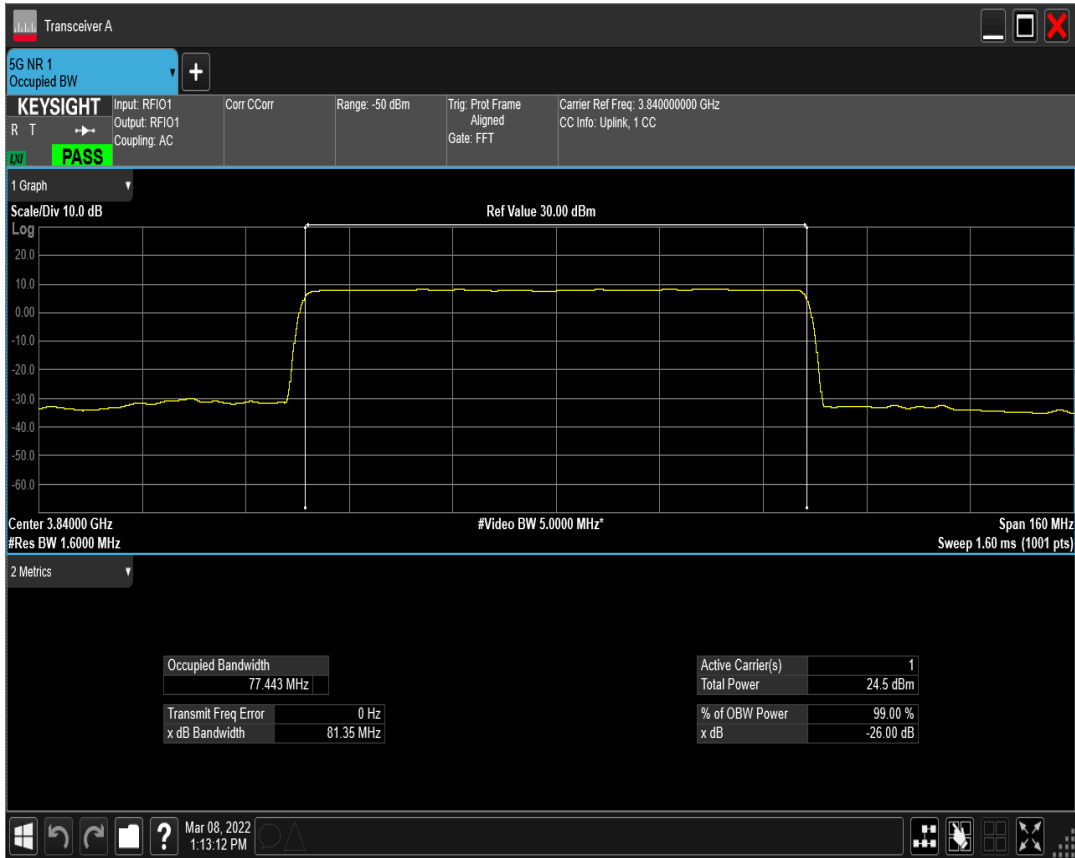 Transceiver A
5G NR 1
Occupied BW
+
KEYSIGHT
R T
LXI PASS
Input: RFIO1
Output: RFIO1
Coupling: AC
Corr CCorr
Range: -50 dBm
Trig: Prot Frame
Aligned
Gate: FFT
Carrier Ref Freq: 3.840000000 GHz
CC Info: Uplink, 1 CC
1 Graph
Scale/Div 10.0 dB
Ref Value 30.00 dBm
Log
20.0
10.0
0.00
-10.0
-20.0
-30.0
-40.0
-50.0
-60.0
Center 3.84000 GHz
#Video BW 5.0000 MHz*
Span 160 MHz
#Res BW 1.6000 MHz
Sweep 1.60 ms (1001 pts)
2 Metrics
Occupied Bandwidth
77.443 MHz
Transmit Freq Error 0 Hz
x dB Bandwidth 81.35 MHz
Active Carrier(s) 1
Total Power 24.5 dBm
% of OBW Power 99.00 %
x dB -26.00 dB
?
Mar 08, 2022
1:13:12 PM